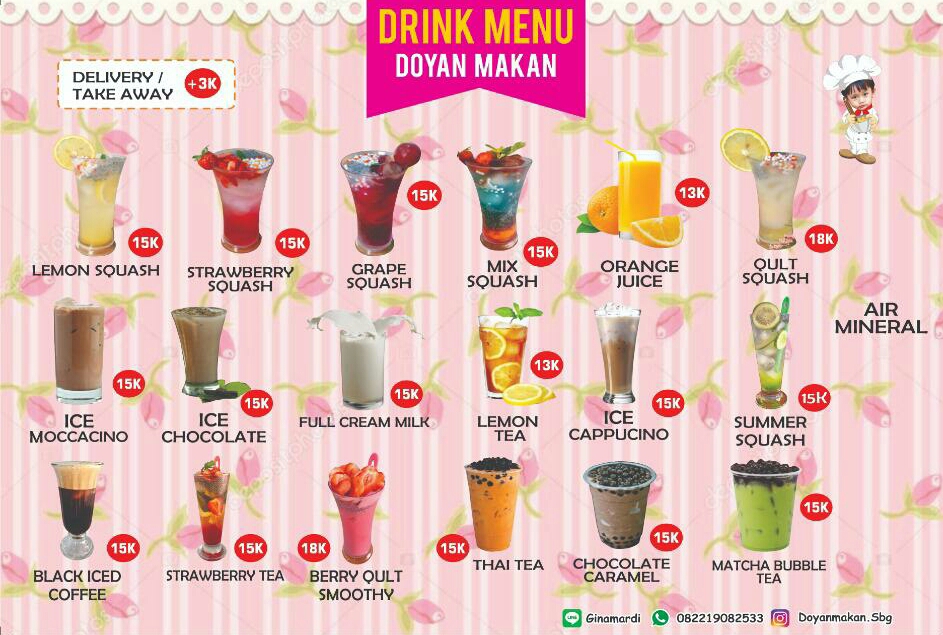 DRINK MENU
DOYAN MAKAN
DELIVERY /
TAKE AWAY
+3K
15K
LEMON SQUASH
15K
STRAWBERRY
SQUASH
15K
GRAPE
SQUASH
15K
MIX
SQUASH
13K
ORANGE
JUICE
18K
QULT
SQUASH
AIR
MINERAL
15K
ICE
MOCCACINO
15K
ICE
CHOCOLATE
15K
FULL CREAM MILK
13K
LEMON
TEA
15K
ICE
CAPPUCINO
15K
SUMMER
SQUASH
15K
BLACK ICED
COFFEE
15K
STRAWBERRY TEA
18K
BERRY QULT
SMOOTHY
15K
THAI TEA
15K
CHOCOLATE
CARAMEL
15K
MATCHA BUBBLE
TEA
LINE Ginamardi 082219082533 Doyanmakan.Sbg